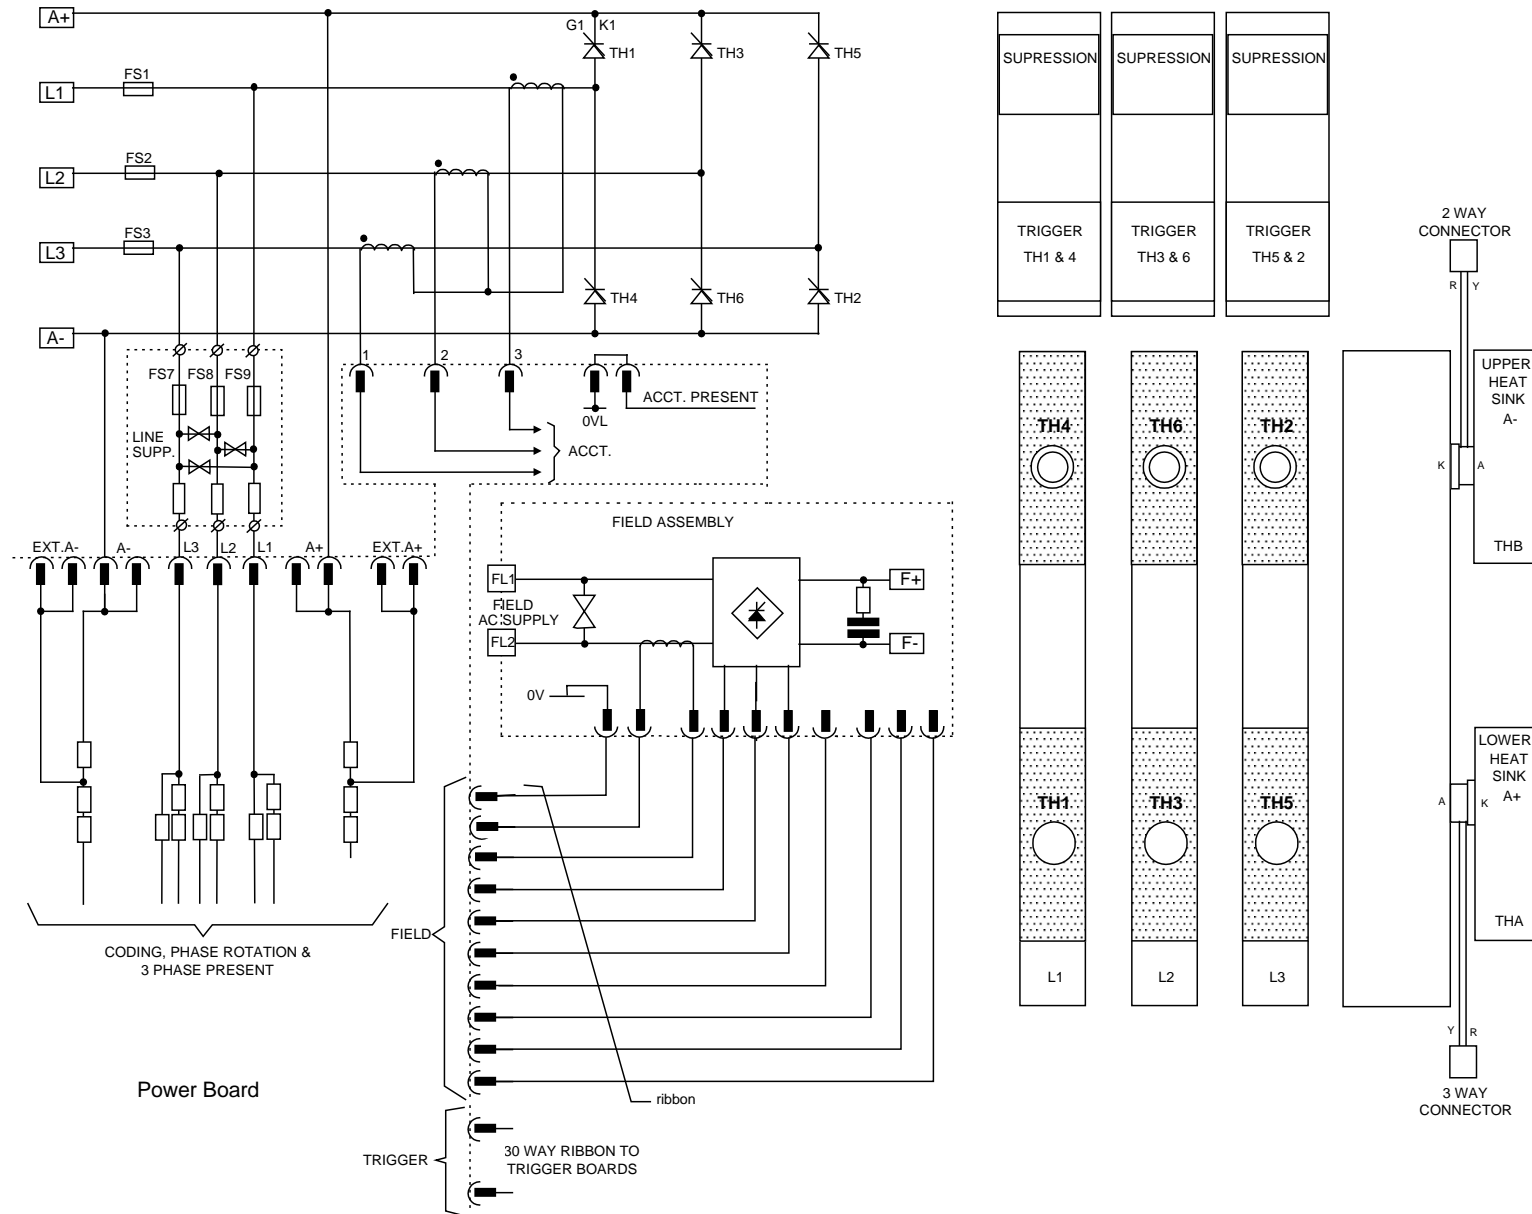 A+
G1 K1
TH1
TH3
TH5
FS1
L1
FS2
L2
FS3
L3
TH4
TH6
TH2
A-
1
2
3
FS7 FS8 FS9
LINE
SUPP.
ACCT. PRESENT
0VL
ACCT.
EXT.A-
A-
L3
L2
L1
A+
EXT.A+
FIELD ASSEMBLY
FL1
F+
FIELD
AC SUPPLY
FL2
F-
0V
FIELD
CODING, PHASE ROTATION &
3 PHASE PRESENT
Power Board
ribbon
TRIGGER
30 WAY RIBBON TO
TRIGGER BOARDS
SUPRESSION
SUPRESSION
SUPRESSION
TRIGGER
TH1 & 4
TRIGGER
TH3 & 6
TRIGGER
TH5 & 2
2 WAY
CONNECTOR
R Y
UPPER
HEAT
SINK
A-
TH4
TH6
TH2
K
A
THB
LOWER
HEAT
SINK
A+
TH1
TH3
TH5
A
K
THA
L1
L2
L3
Y R
3 WAY
CONNECTOR